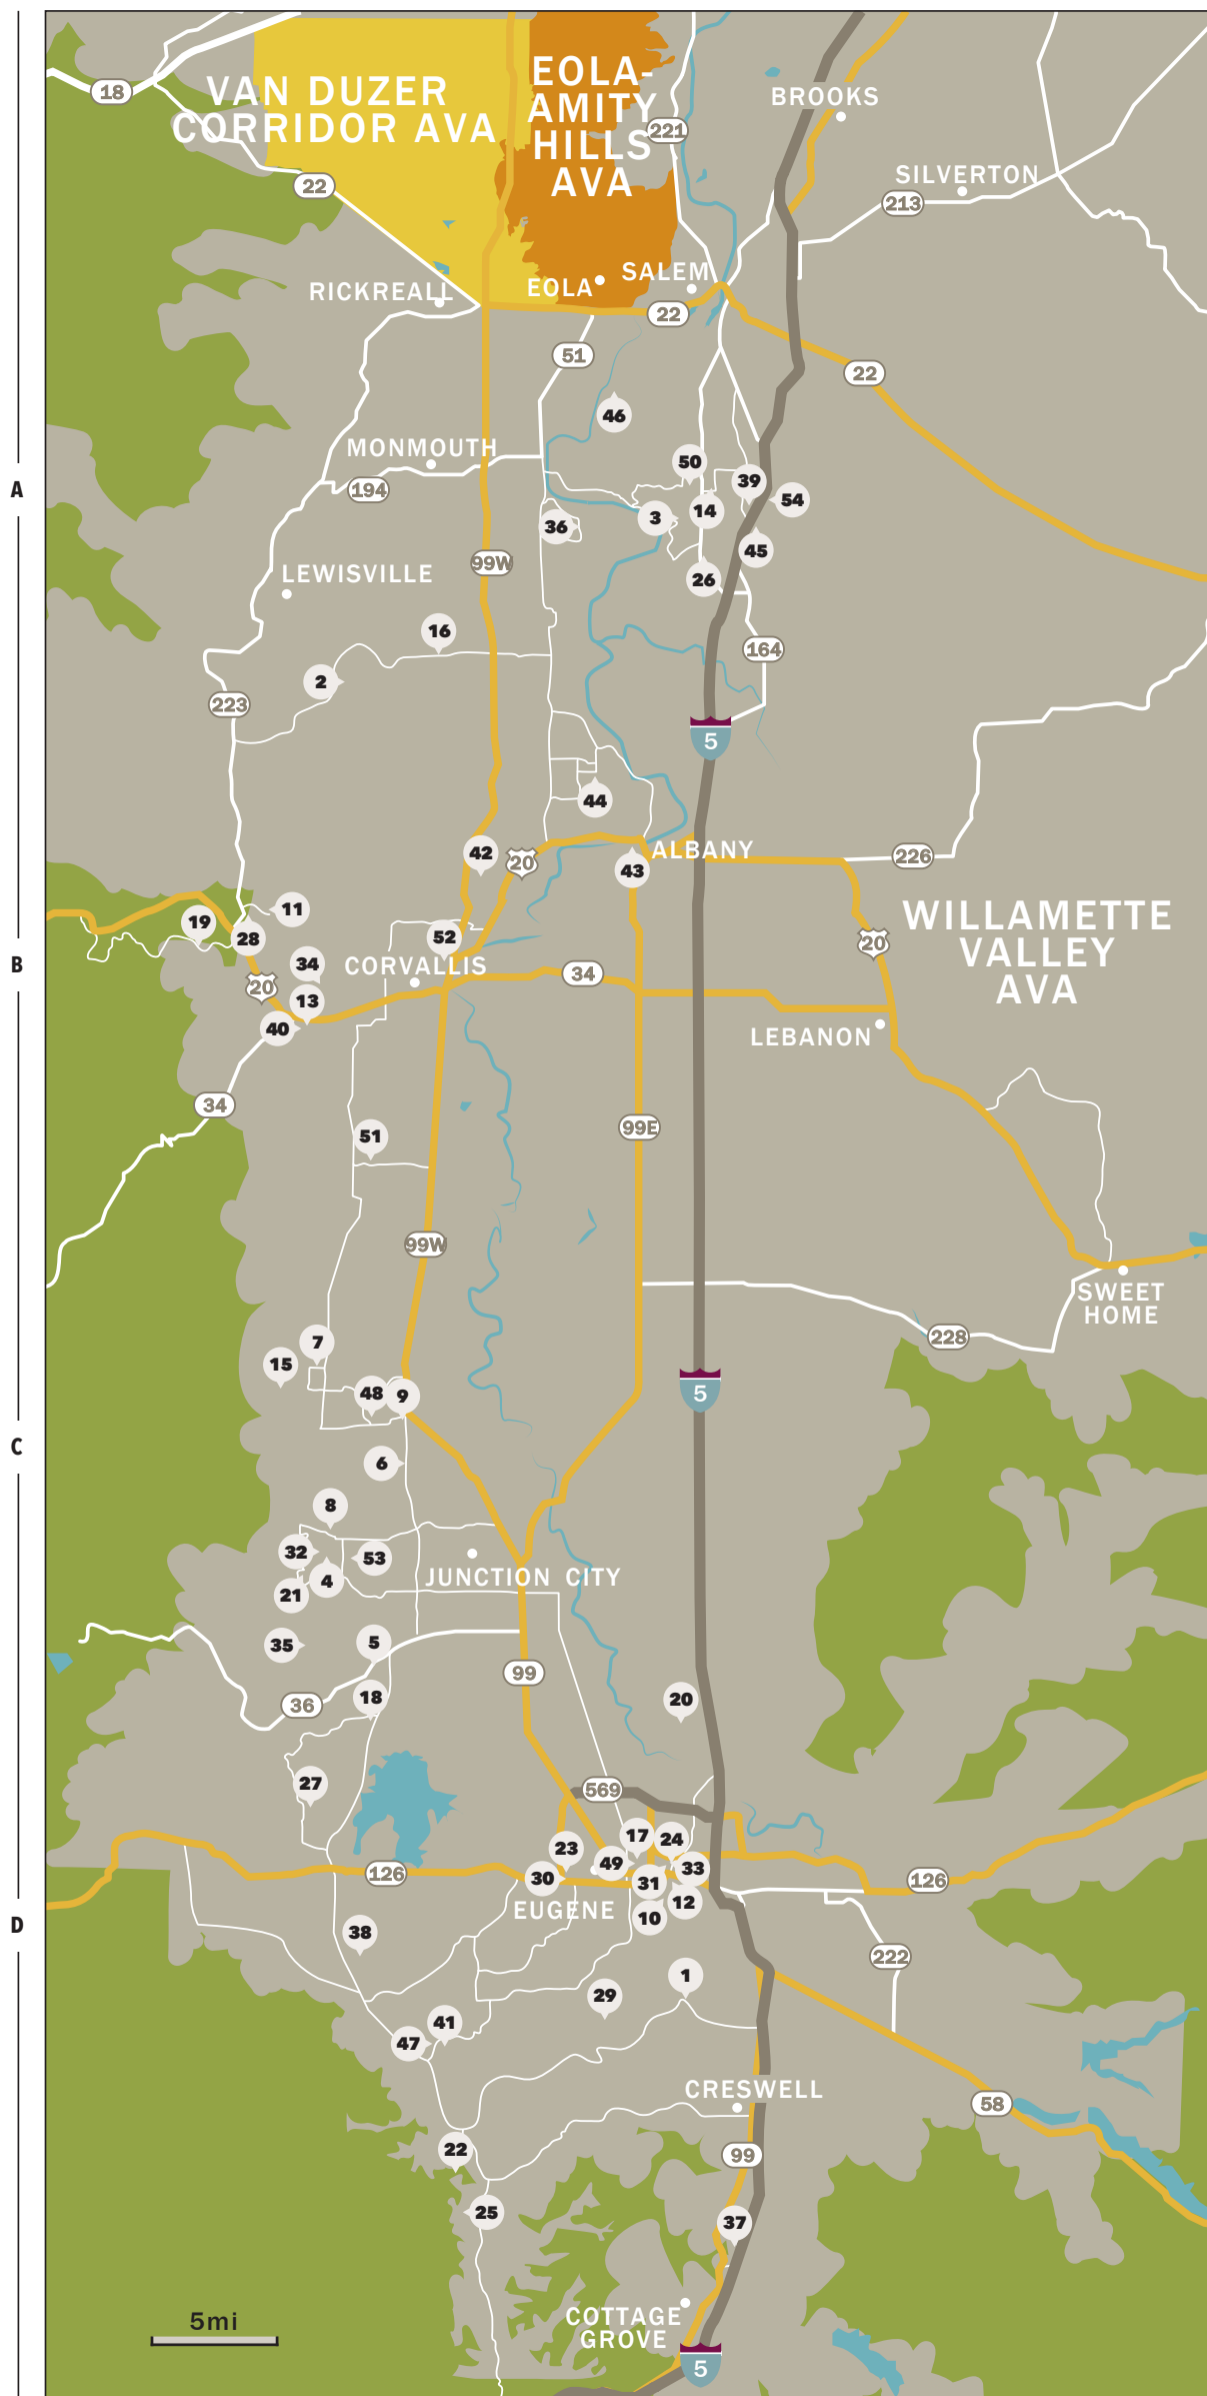 18
VAN DUZER
CORRIDOR AVA
EOLA-
AMITY
HILLS
AVA
221
BROOKS
22
SILVERTON
213
RICKREALL
EOLA
SALEM
22
51
22
46
MONMOUTH
50
39
A
194
54
3
14
36
45
99W
LEWISVILLE
26
16
164
2
223
5
44
42
20
ALBANY
43
226
11
19
28
52
WILLAMETTE
VALLEY
AVA
20
B
34
CORVALLIS
34
20
13
40
LEBANON
34
99E
51
99W
SWEET
HOME
7
228
15
48
9
5
C
6
8
32
53
4
JUNCTION CITY
21
35
5
99
18
36
20
27
569
17
24
23
49
33
126
30
31
126
12
EUGENE
10
D
38
222
1
29
41
47
CRESWELL
58
22
99
25
37
5mi
COTTAGE
GROVE
5